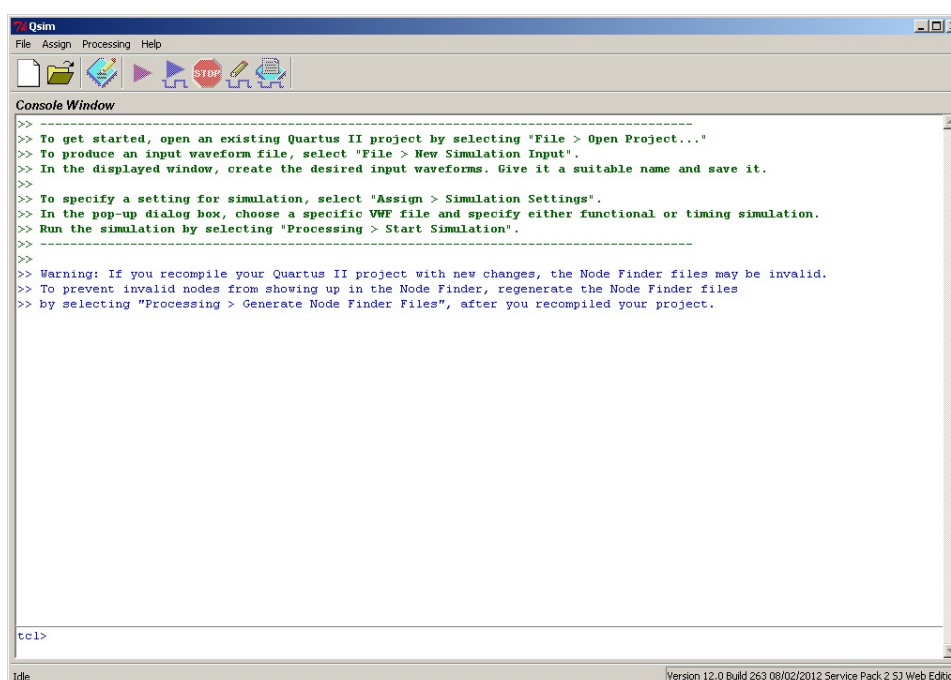 Qsim
File Assign Processing Help
STOP
Console Window
>> ---------------------------------------------------------------------------------------
>> To get started, open an existing Quartus II project by selecting "File > Open Project..."
>> To produce an input waveform file, select "File > New Simulation Input".
>> In the displayed window, create the desired input waveforms. Give it a suitable name and save it.
>>
>> To specify a setting for simulation, select "Assign > Simulation Settings".
>> In the pop-up dialog box, choose a specific VWF file and specify either functional or timing simulation.
>> Run the simulation by selecting "Processing > Start Simulation".
>> ---------------------------------------------------------------------------------------
>>
>> Warning: If you recompile your Quartus II project with new changes, the Node Finder files may be invalid.
>> To prevent invalid nodes from showing up in the Node Finder, regenerate the Node Finder files
>> by selecting "Processing > Generate Node Finder Files", after you recompiled your project.
tcl>
Idle
Version 12.0 Build 263 08/02/2012 Service Pack 2 SJ Web